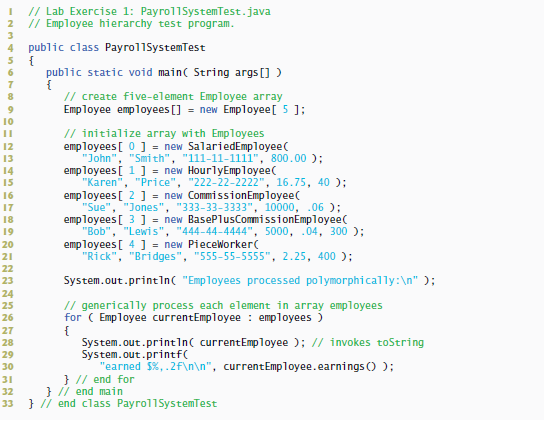 1 // Lab Exercise 1: PayrollSystemTest.java
2 // Employee hierarchy test program.
3
4 public class PayrollSystemTest
5 {
6 public static void main( String args[] )
7 {
8 // create five-element Employee array
9 Employee employees[] = new Employee[ 5 ];
10
11 // initialize array with Employees
12 employees[ 0 ] = new SalariedEmployee(
13 "John", "Smith", "111-11-1111", 800.00 );
14 employees[ 1 ] = new HourlyEmployee(
15 "Karen", "Price", "222-22-2222", 16.75, 40 );
16 employees[ 2 ] = new CommissionEmployee(
17 "Sue", "Jones", "333-33-3333", 10000, .06 );
18 employees[ 3 ] = new BasePlusCommissionEmployee(
19 "Bob", "Lewis", "444-44-4444", 5000, .04, 300 );
20 employees[ 4 ] = new PieceWorker(
21 "Rick", "Bridges", "555-55-5555", 2.25, 400 );
22
23 System.out.println( "Employees processed polymorphically:\n" );
24
25 // generically process each element in array employees
26 for ( Employee currentEmployee : employees )
27 {
28 System.out.println( currentEmployee ); // invokes toString
29 System.out.printf(
30 "earned $%,.2f\n\n", currentEmployee.earnings() );
31 } // end for
32 } // end main
33 } // end class PayrollSystemTest